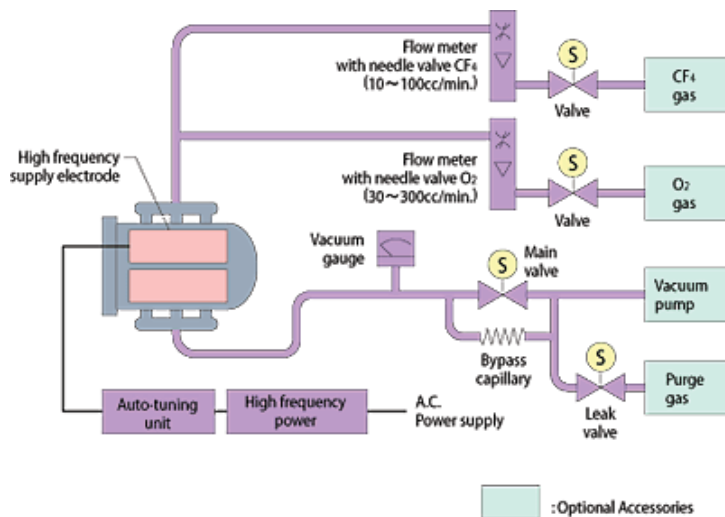 Flow meter
with needle valve CF₄
(10～100cc/min.)
S
Valve
CF₄
gas
High frequency
supply electrode
Flow meter
with needle valve O₂
(30～300cc/min.)
S
Valve
O₂
gas
Vacuum
gauge
S
Main
valve
Vacuum
pump
Bypass
capillary
S
Leak
valve
Purge
gas
Auto-tuning
unit
High frequency
power
A.C.
Power supply
: Optional Accessories